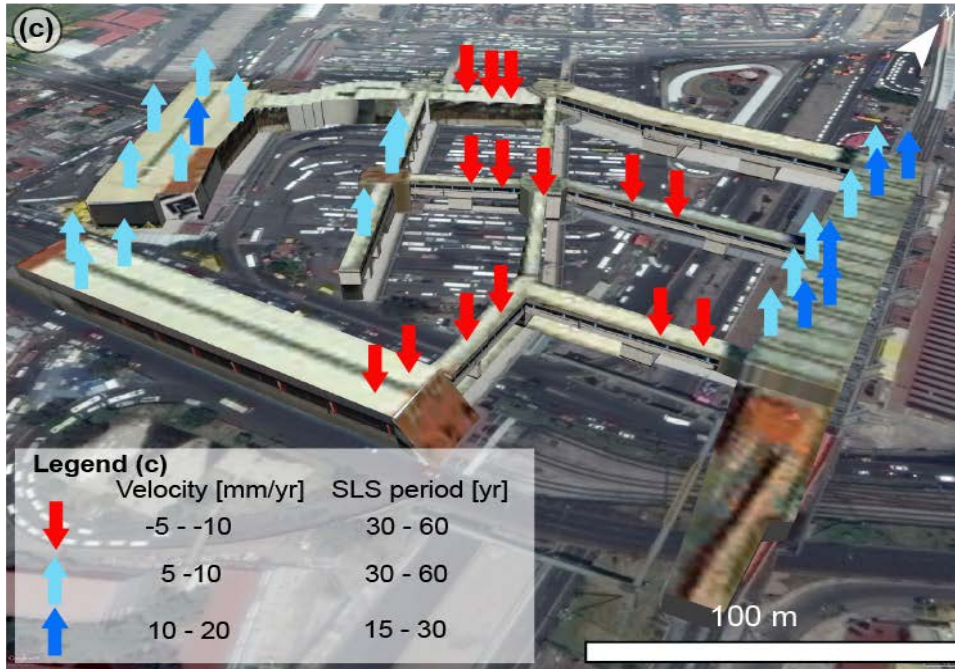 (c)
N
Legend (c)
Velocity [mm/yr] SLS period [yr]
-5 - -10 30 - 60
5 -10 30 - 60
10 - 20 15 - 30
100 m